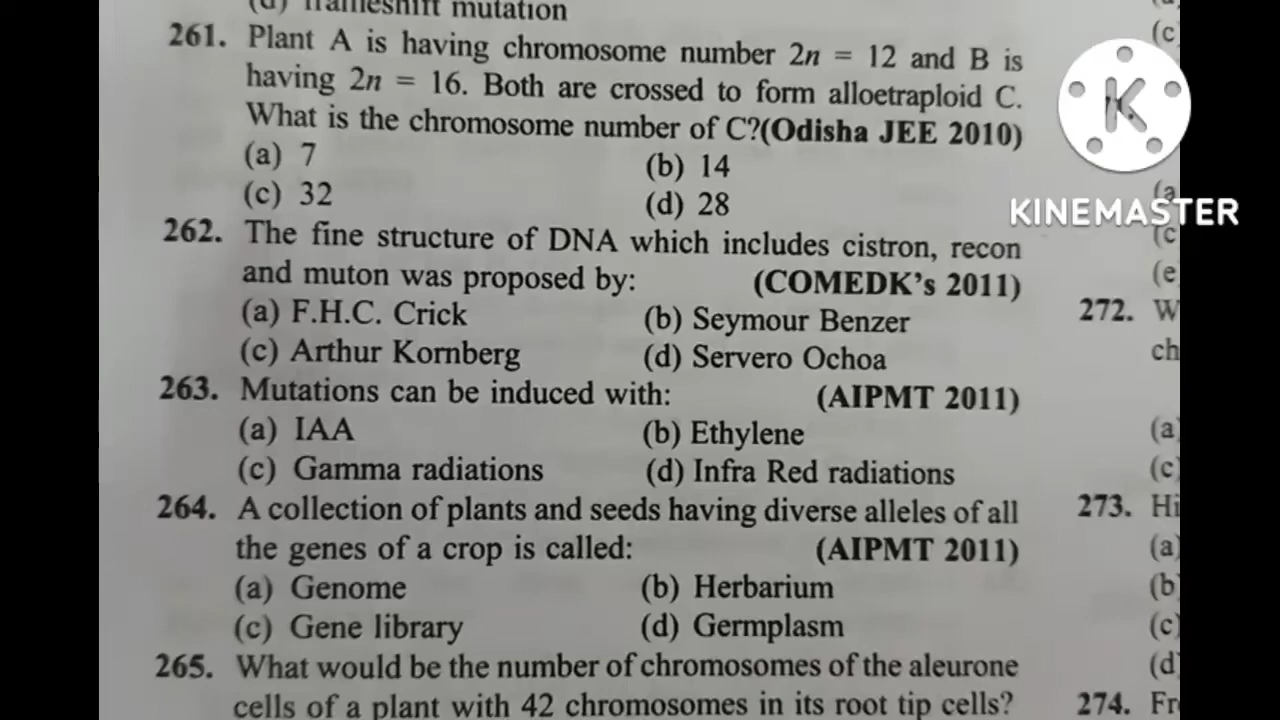 (d) frameshift mutation
261. Plant A is having chromosome number 2n = 12 and B is
having 2n = 16. Both are crossed to form alloetraploid C.
What is the chromosome number of C?(Odisha JEE 2010)
(a) 7 (b) 14
(c) 32 (d) 28
262. The fine structure of DNA which includes cistron, recon
and muton was proposed by: (COMEDK's 2011)
(a) F.H.C. Crick (b) Seymour Benzer
(c) Arthur Kornberg (d) Servero Ochoa
263. Mutations can be induced with: (AIPMT 2011)
(a) IAA (b) Ethylene
(c) Gamma radiations (d) Infra Red radiations
264. A collection of plants and seeds having diverse alleles of all
the genes of a crop is called: (AIPMT 2011)
(a) Genome (b) Herbarium
(c) Gene library (d) Germplasm
265. What would be the number of chromosomes of the aleurone
cells of a plant with 42 chromosomes in its root tip cells?
(c
(a
(c
(e
272. W
ch
(a
(c
273. Hi
(a)
(b
(c)
(d
274. Fr
K
KINEMASTER